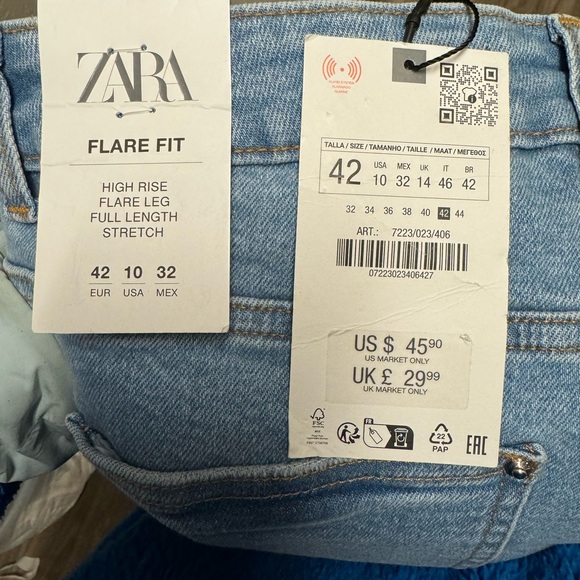 ZARA
FLARE FIT
HIGH RISE
FLARE LEG
FULL LENGTH
STRETCH
42 10 32
EUR USA MEX
TALLA / SIZE / TAMANHO / TAILLE / MAAT / ΜΕΓΕΘΟΣ
USA MEX UK IT BR
42 10 32 14 46 42
32 34 36 38 40 42 44
ART.: 7223/023/406
07223023406427
US $ 4590
US MARKET ONLY
UK £ 29.99
UK MARKET ONLY
FSC
FR
22
PAP
EAC